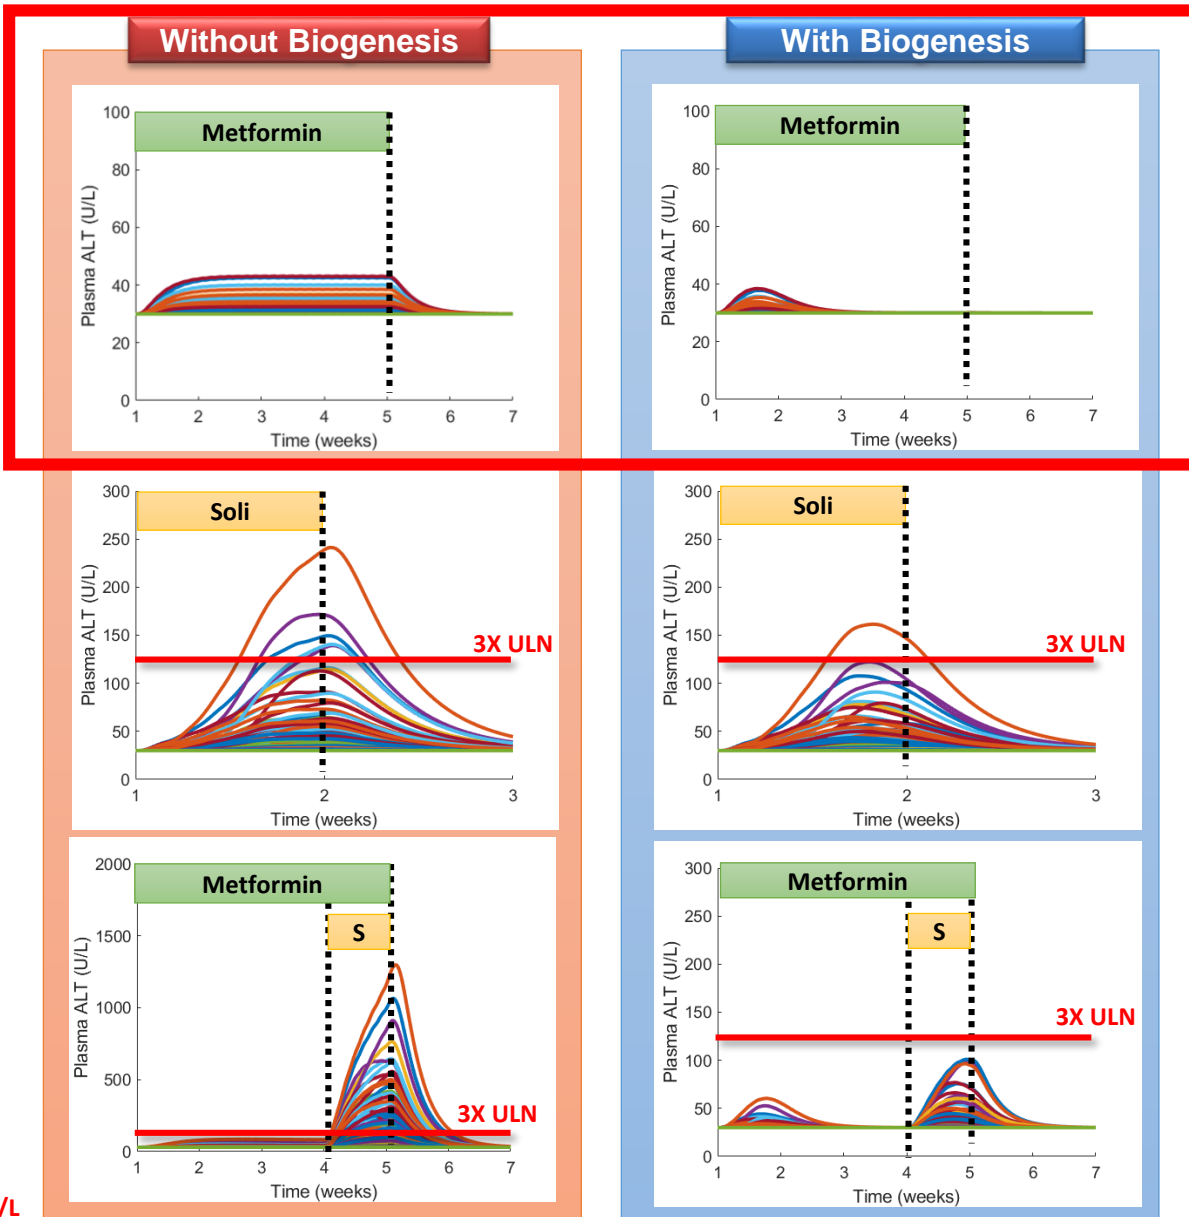 Without Biogenesis
With Biogenesis
Metformin
Plasma ALT (U/L)
100
80
60
40
20
0
1 2 3 4 5 6 7
Time (weeks)
Metformin
Plasma ALT (U/L)
100
80
60
40
20
0
1 2 3 4 5 6 7
Time (weeks)
Soli
3X ULN
Plasma ALT (U/L)
300
250
200
150
100
50
0
1 2 3
Time (weeks)
Soli
3X ULN
Plasma ALT (U/L)
300
250
200
150
100
50
0
1 2 3
Time (weeks)
Metformin
S
3X ULN
Plasma ALT (U/L)
2000
1500
1000
500
0
1 2 3 4 5 6 7
Time (weeks)
Metformin
S
3X ULN
Plasma ALT (U/L)
300
250
200
150
100
50
0
1 2 3 4 5 6 7
Time (weeks)
/L